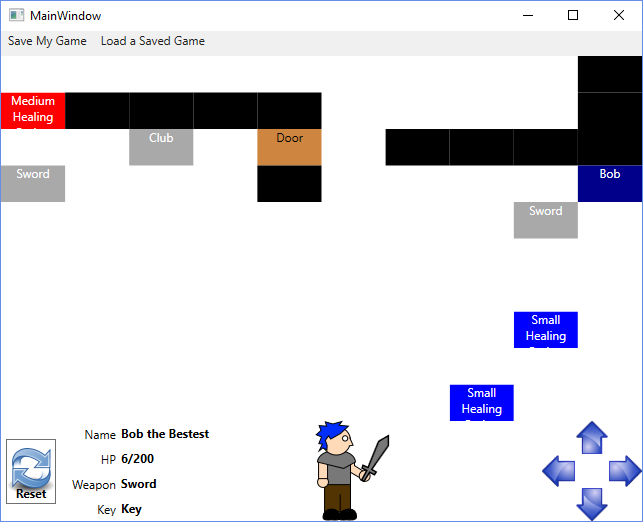 MainWindow
Save My Game Load a Saved Game
Medium
Healing
Club
Door
Sword
Bob
Sword
Small
Healing
Small
Healing
Name Bob the Bestest
HP 6/200
Weapon Sword
Key Key
Reset